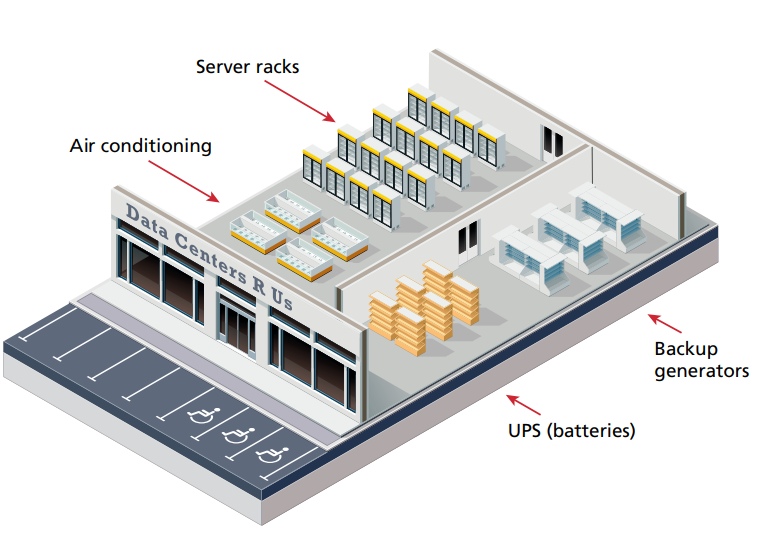 Server racks
Air conditioning
Data Centers R Us
Backup
generators
UPS (batteries)